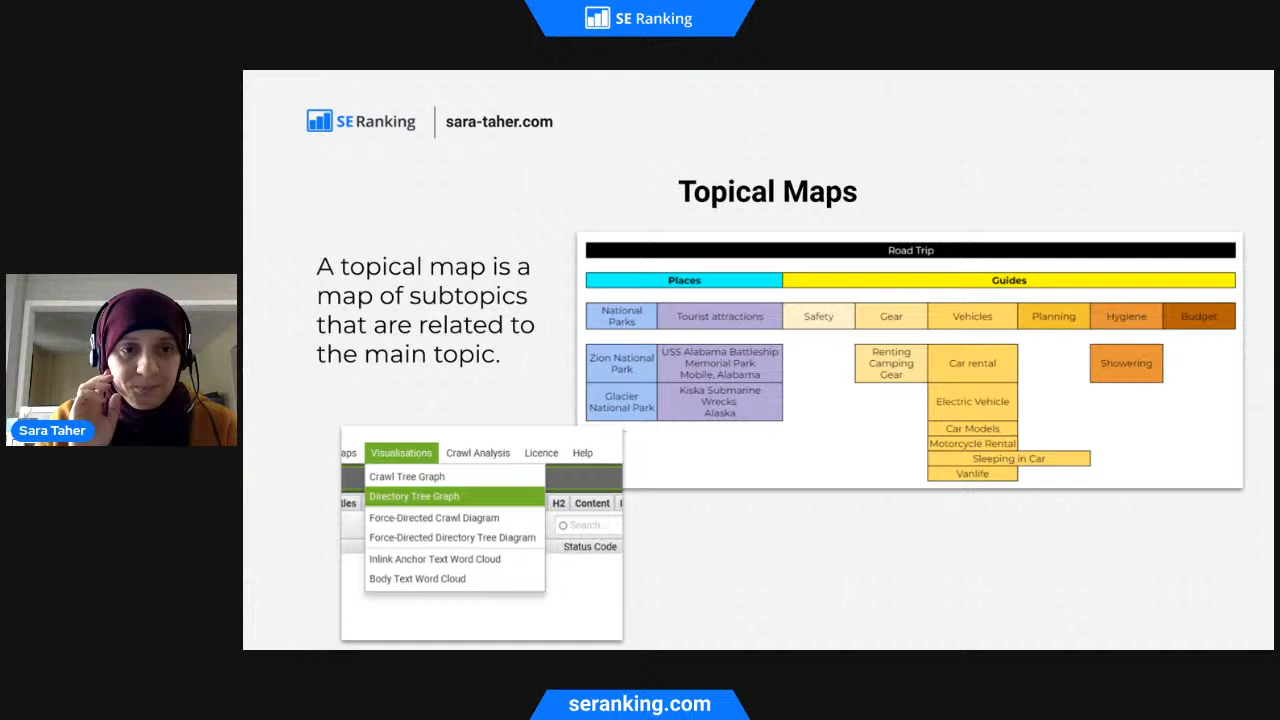 SE Ranking
SE Ranking
sara-taher.com
Topical Maps
A topical map is a
map of subtopics
that are related to
the main topic.
Road Trip
Places
Guides
National
Parks
Tourist attractions
Safety
Gear
Vehicles
Planning
Hygiene
Budget
Zion National
Park
USS Alabama Battleship
Memorial Park
Mobile, Alabama
Renting
Camping
Gear
Car rental
Showering
Glacier
National Park
Kiska Submarine
Wrecks
Alaska
Electric Vehicle
Car Models
Motorcycle Rental
Sleeping in Car
Vanlife
Sara Taher
aps
Visualisations
Crawl Analysis
Licence
Help
Crawl Tree Graph
Directory Tree Graph
Force-Directed Crawl Diagram
Force-Directed Directory Tree Diagram
Inlink Anchor Text Word Cloud
Body Text Word Cloud
tles
H2
Content
Search...
Status Code
seranking.com